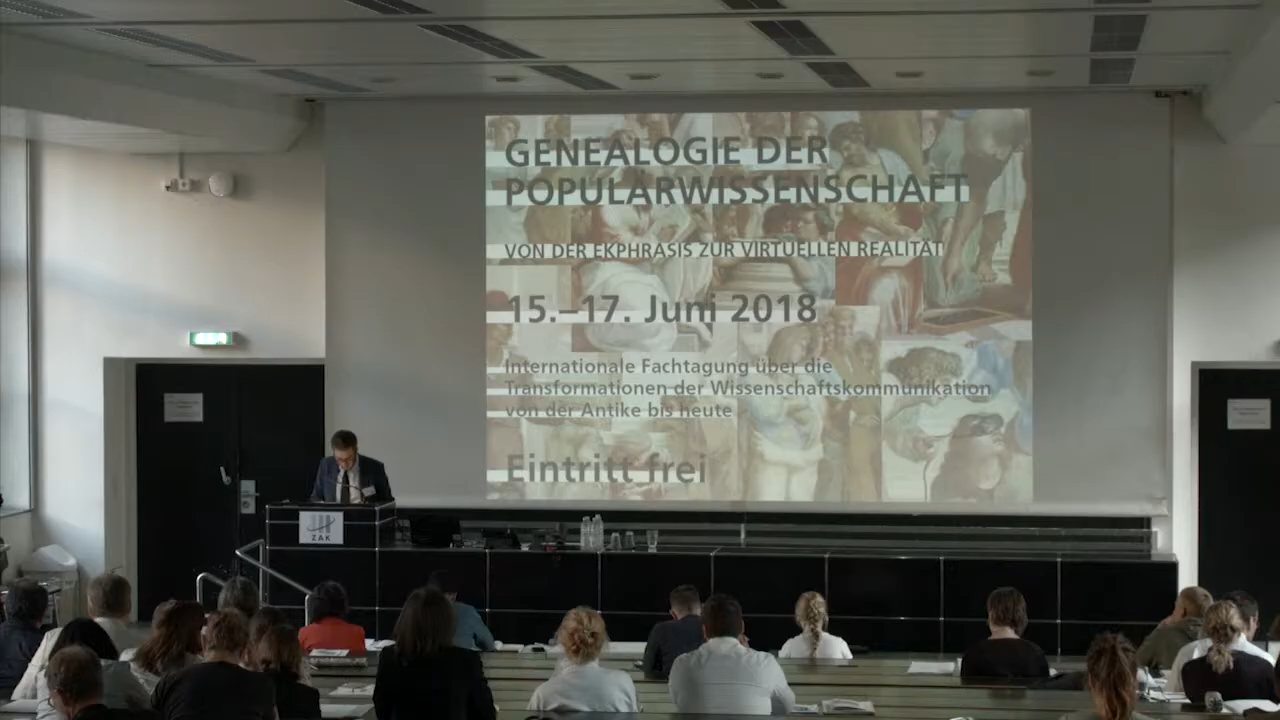 GENEALOGIE DER
POPULARWISSENSCHAFT
VON DER EKPHRASIS ZUR VIRTUELLEN REALITÄT
15.–17. Juni 2018
Internationale Fachtagung über die
Transformationen der Wissenschaftskommunikation
von der Antike bis heute
Eintritt frei
ZAK